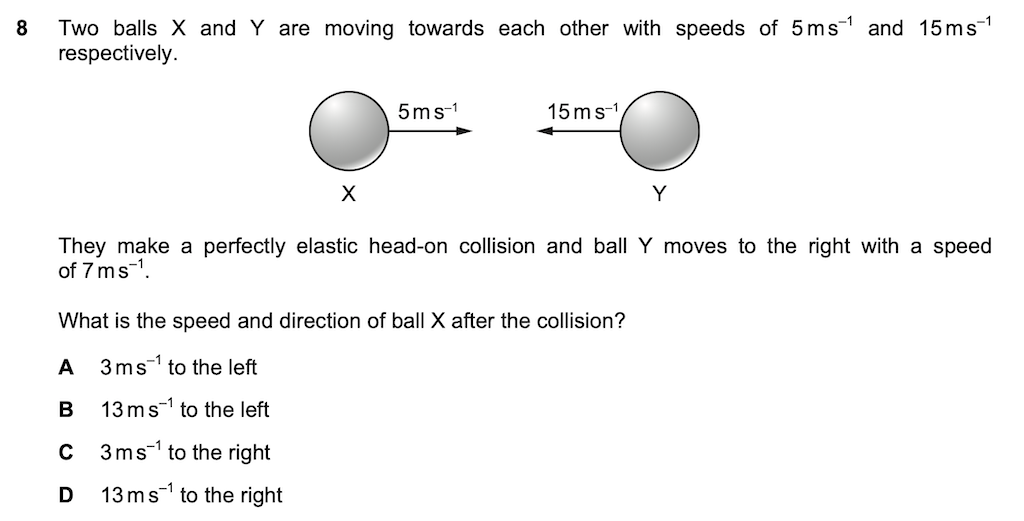 8 Two balls X and Y are moving towards each other with speeds of 5 m s⁻¹ and 15 m s⁻¹
respectively.
5 m s⁻¹ 15 m s⁻¹
X Y
They make a perfectly elastic head-on collision and ball Y moves to the right with a speed
of 7 m s⁻¹.
What is the speed and direction of ball X after the collision?
A 3 m s⁻¹ to the left
B 13 m s⁻¹ to the left
C 3 m s⁻¹ to the right
D 13 m s⁻¹ to the right